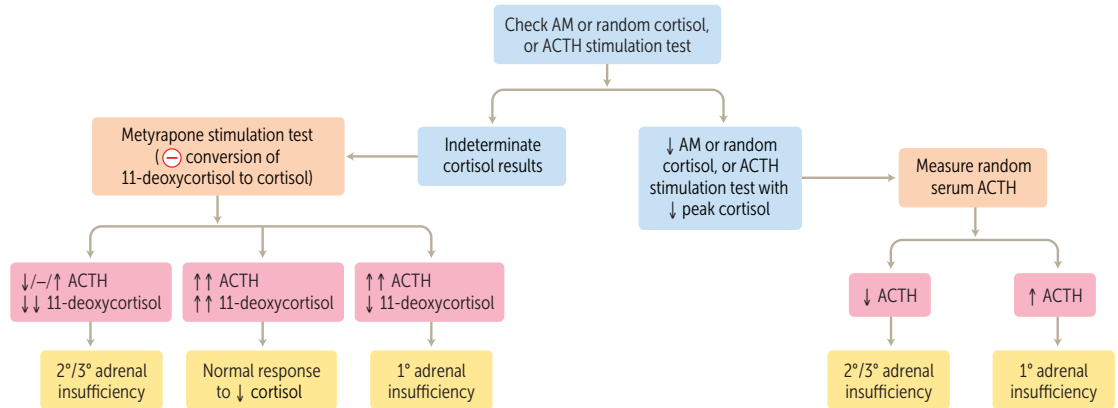 Check AM or random cortisol,
or ACTH stimulation test
Metyrapone stimulation test
(⊖ conversion of
11-deoxycortisol to cortisol)
Indeterminate
cortisol results
↓ AM or random
cortisol, or ACTH
stimulation test with
↓ peak cortisol
Measure random
serum ACTH
↓/–/↑ ACTH
↓↓ 11-deoxycortisol
↑↑ ACTH
↑↑ 11-deoxycortisol
↑↑ ACTH
↓ 11-deoxycortisol
↓ ACTH
↑ ACTH
2°/3° adrenal
insufficiency
Normal response
to ↓ cortisol
1° adrenal
insufficiency
2°/3° adrenal
insufficiency
1° adrenal
insufficiency